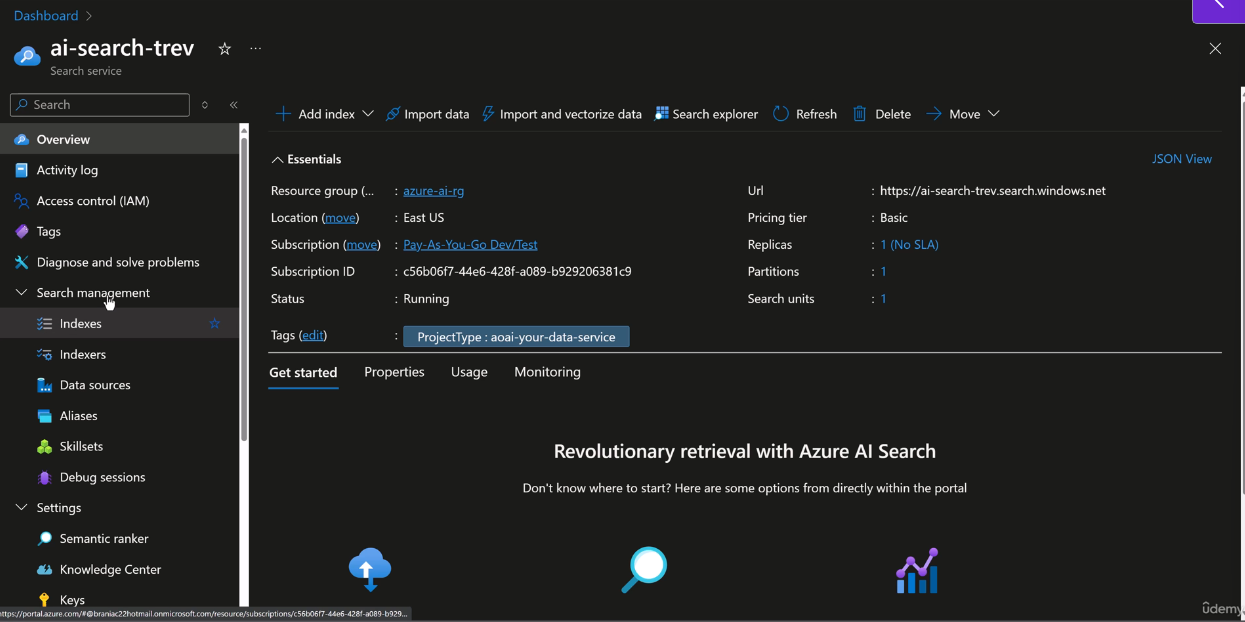 Dashboard
ai-search-trev
Search service
Search
Overview
Activity log
Access control (IAM)
Tags
Diagnose and solve problems
Search management
Indexes
Indexers
Data sources
Aliases
Skillsets
Debug sessions
Settings
Semantic ranker
Knowledge Center
Keys
Add index Import data Import and vectorize data Search explorer Refresh Delete Move
Essentials JSON View
Resource group (... : azure-ai-rg
Location (move) : East US
Subscription (move) : Pay-As-You-Go Dev/Test
Subscription ID : c56b06f7-44e6-428f-a089-b929206381c9
Status : Running
Tags (edit) : ProjectType : aoai-your-data-service
Url : https://ai-search-trev.search.windows.net
Pricing tier : Basic
Replicas : 1 (No SLA)
Partitions : 1
Search units : 1
Get started Properties Usage Monitoring
Revolutionary retrieval with Azure AI Search
Don't know where to start? Here are some options from directly within the portal
ttps://portal.azure.com/#@braniac22hotmail.onmicrosoft.com/resource/subscriptions/c56b06f7-44e6-428f-a089-b929...
ûdemy